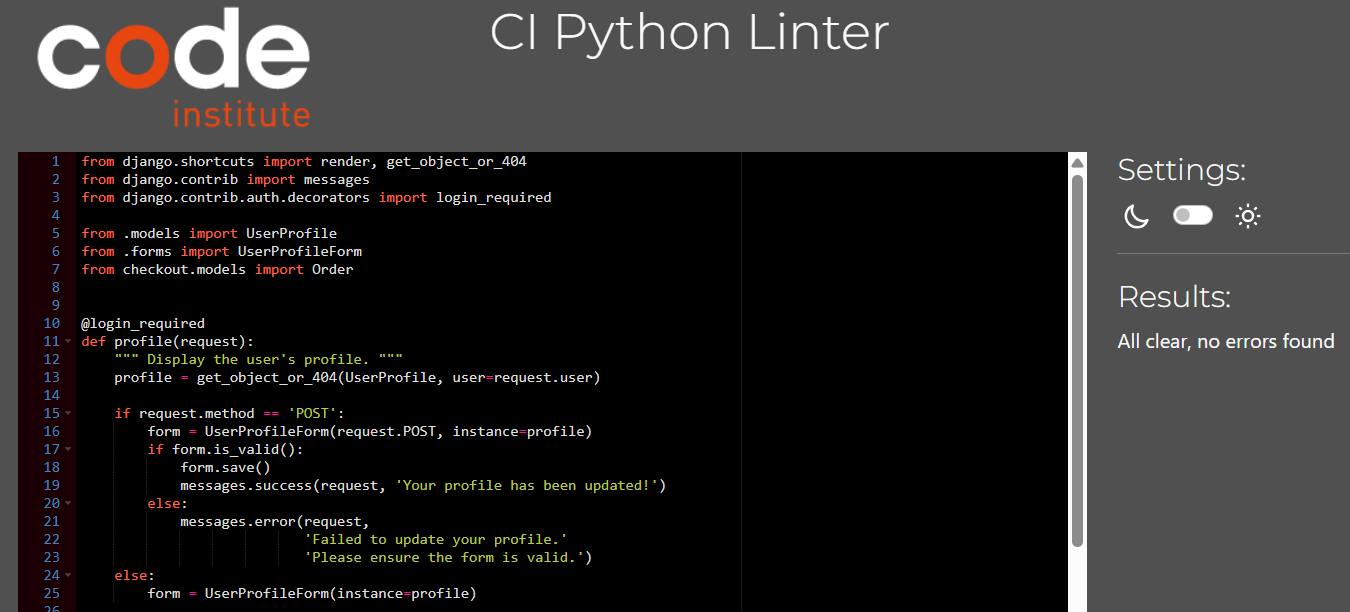 code
institute
CI Python Linter
1 from django.shortcuts import render, get_object_or_404
2 from django.contrib import messages
3 from django.contrib.auth.decorators import login_required
4
5 from .models import UserProfile
6 from .forms import UserProfileForm
7 from checkout.models import Order
8
9
10 @login_required
11 def profile(request):
12     """ Display the user's profile. """
13     profile = get_object_or_404(UserProfile, user=request.user)
14
15     if request.method == 'POST':
16         form = UserProfileForm(request.POST, instance=profile)
17         if form.is_valid():
18             form.save()
19             messages.success(request, 'Your profile has been updated!')
20         else:
21             messages.error(request,
22                            'Failed to update your profile.'
23                            'Please ensure the form is valid.')
24     else:
25         form = UserProfileForm(instance=profile)
26
Settings:
Results:
All clear, no errors found